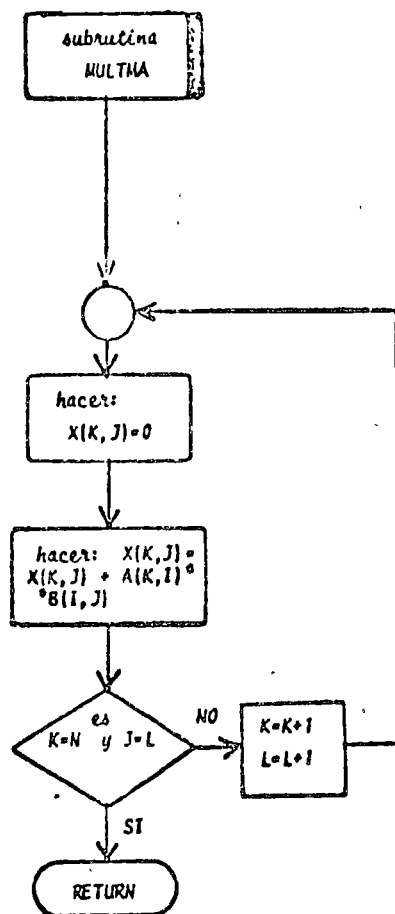 subrutina
MULTMA
hacer:
X(K,J)=0
hacer: X(K,J)=
X(K,J) + A(K,I)*
*B(I,J)
es
K=N y J=L
NO
K=K+1
L=L+1
SI
RETURN